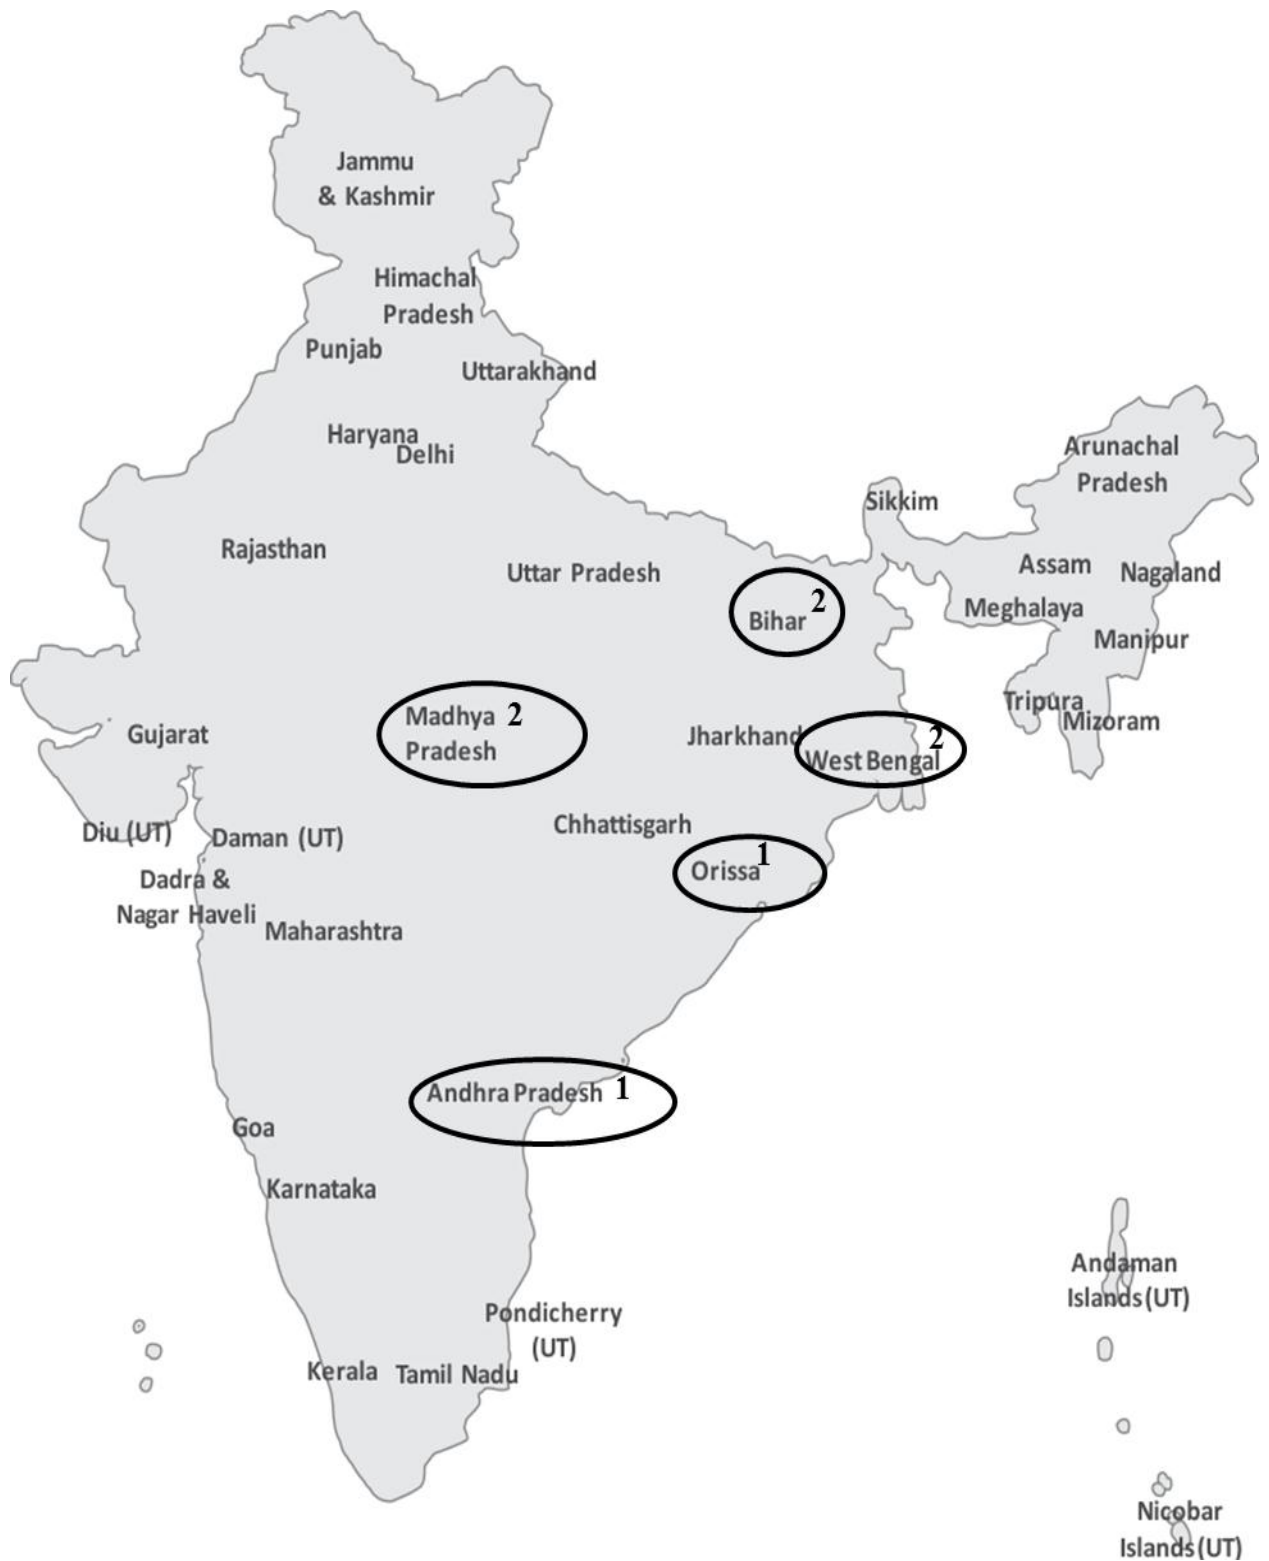 Jammu
& Kashmir
Himachal
Pradesh
Punjab
Uttarakhand
Haryana
Delhi
Arunachal
Pradesh
Sikkim
Rajasthan
Uttar Pradesh
Assam
Nagaland
Bihar 2
Meghalaya
Manipur
Madhya 2
Pradesh
Tripura
Mizoram
Gujarat
Jharkhand
West Bengal 2
Diu (UT)
Daman (UT)
Chhattisgarh
Orissa 1
Dadra &
Nagar Haveli
Maharashtra
Andhra Pradesh 1
Goa
Karnataka
Andaman
Islands (UT)
Pondicherry
(UT)
Kerala
Tamil Nadu
Nicobar
Islands (UT)